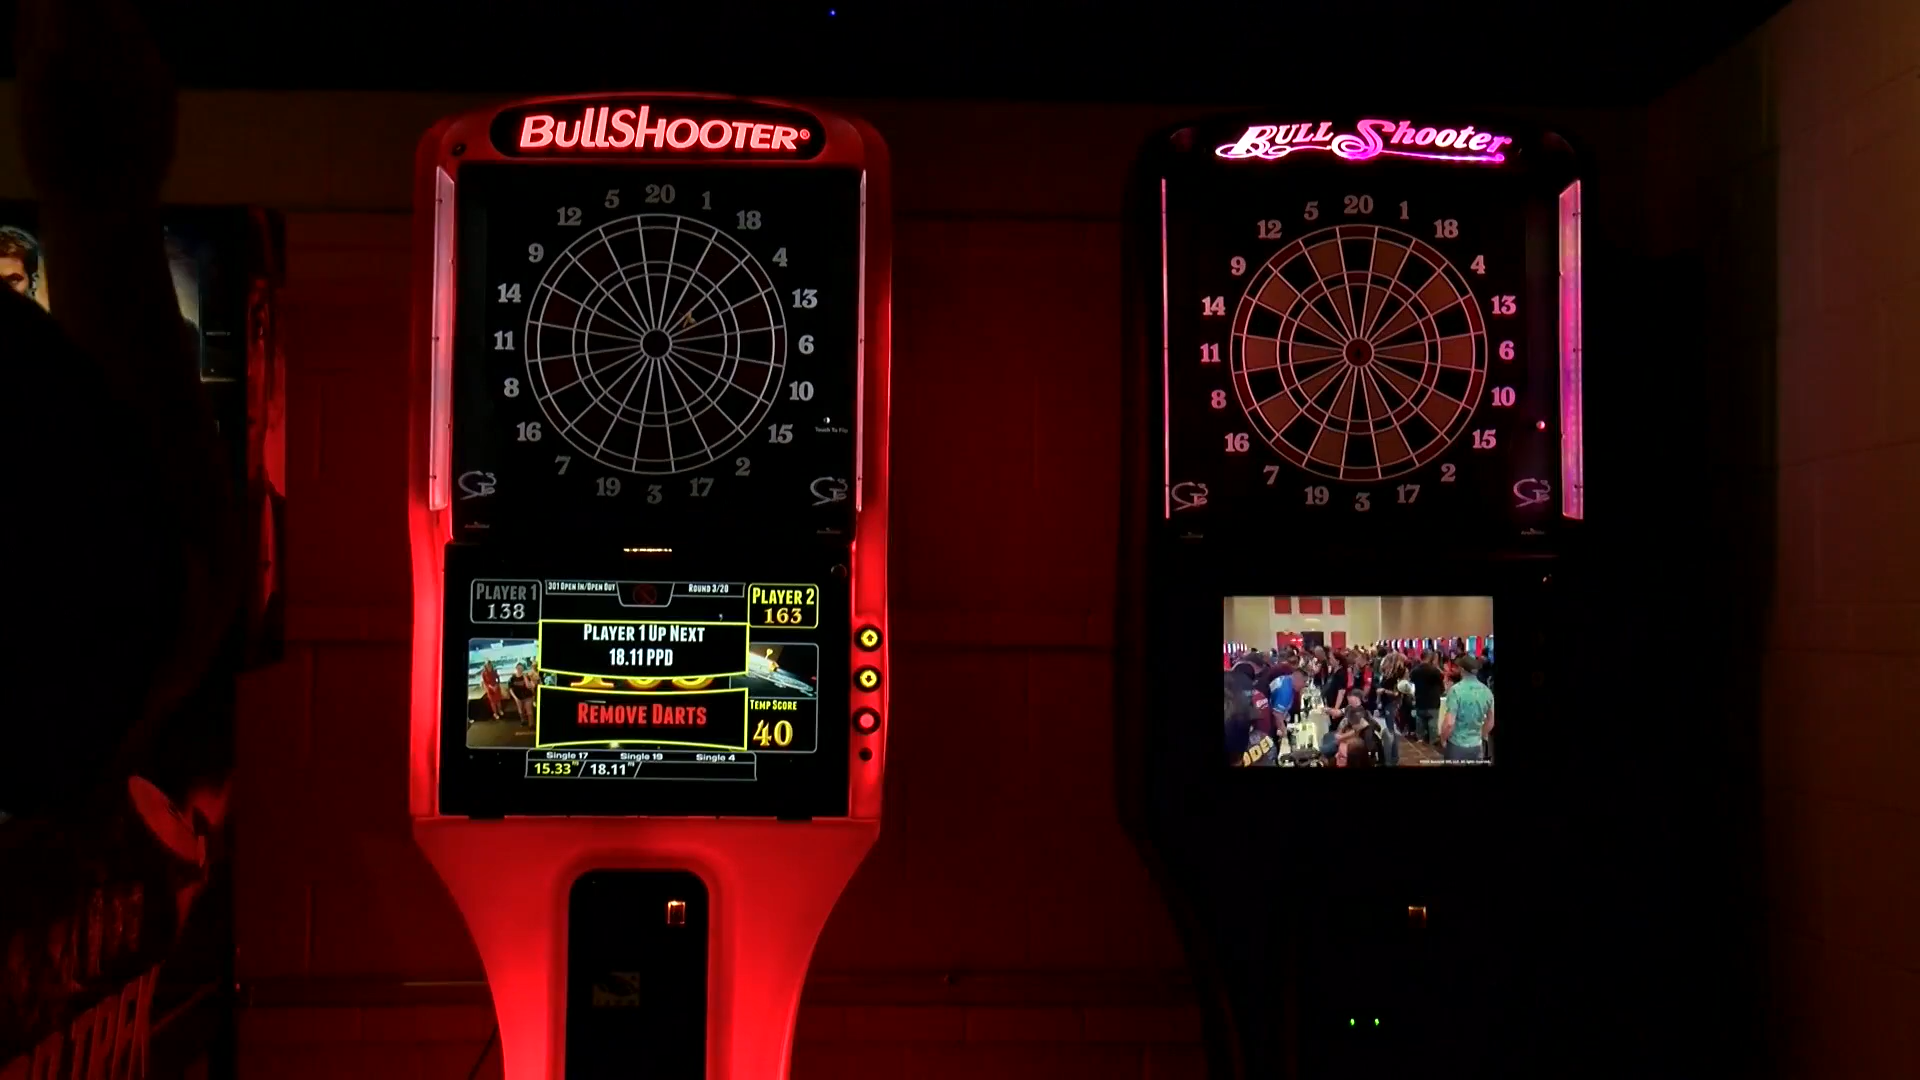 BullShooter®
5 20 1
12 18
9 4
14 13
11 6
8 10
16 15
7 2
19 3 17
Touch To Flip
Player 1
138
301 Open In/Open Out
Round 3/20
Player 2
163
Player 1 Up Next
18.11 PPD
Remove Darts
Temp Score
40
Single 17 Single 19 Single 4
15.33 / 18.11
Bull Shooter
5 20 1
12 18
9 4
14 13
11 6
8 10
16 15
7 2
19 3 17